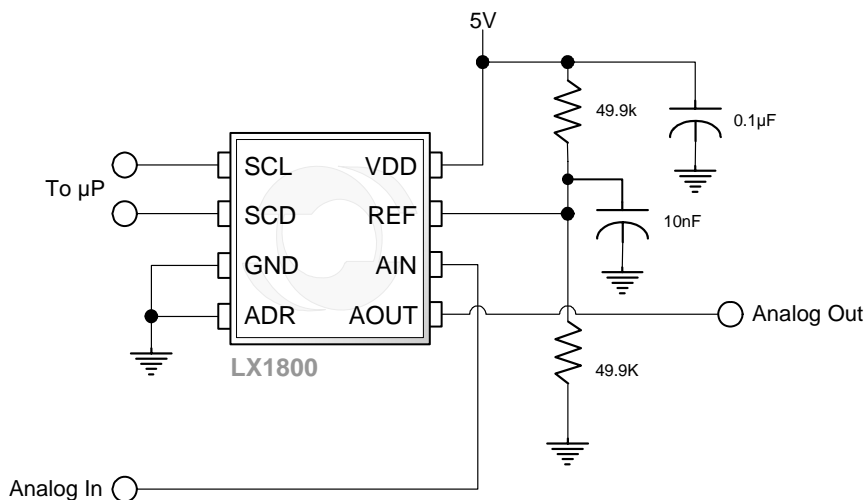 5V
49.9k
0.1µF
SCL
VDD
To µP
SCD
REF
10nF
GND
AIN
ADR
AOUT
Analog Out
LX1800
49.9K
Analog In